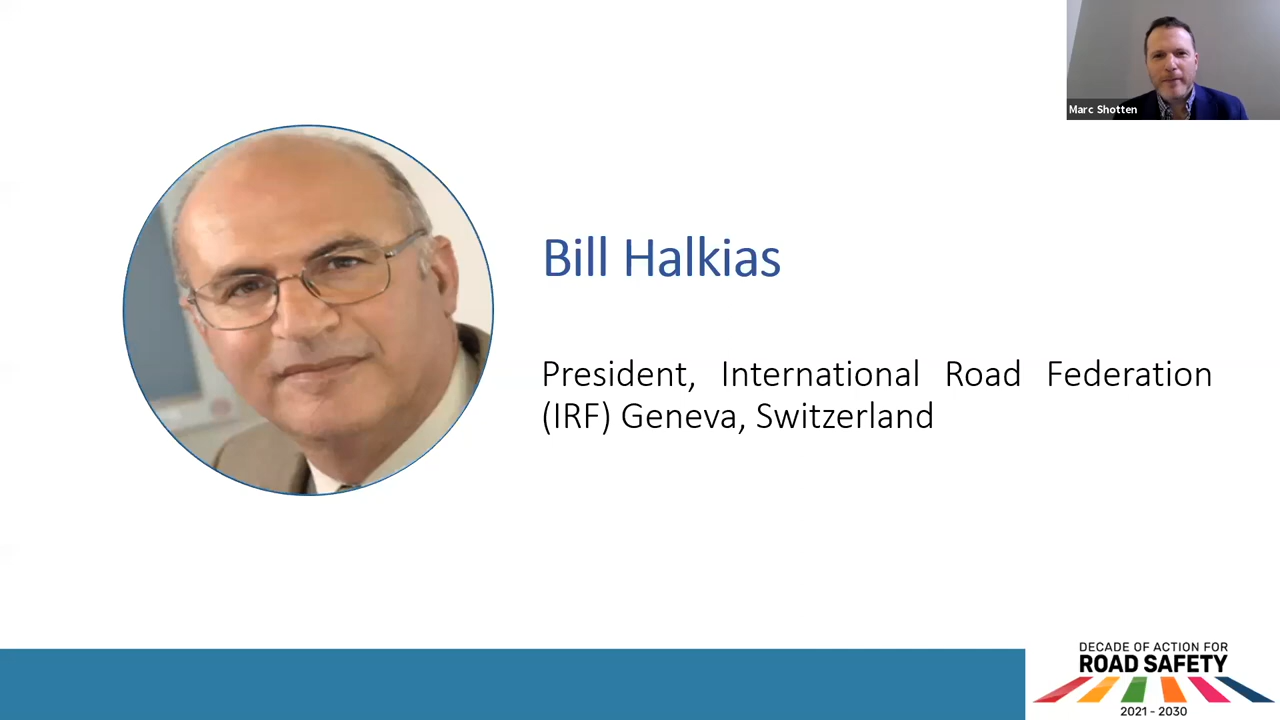 Marc Shotten
Bill Halkias
President, International Road Federation
(IRF) Geneva, Switzerland
DECADE OF ACTION FOR
ROAD SAFETY
2021 - 2030